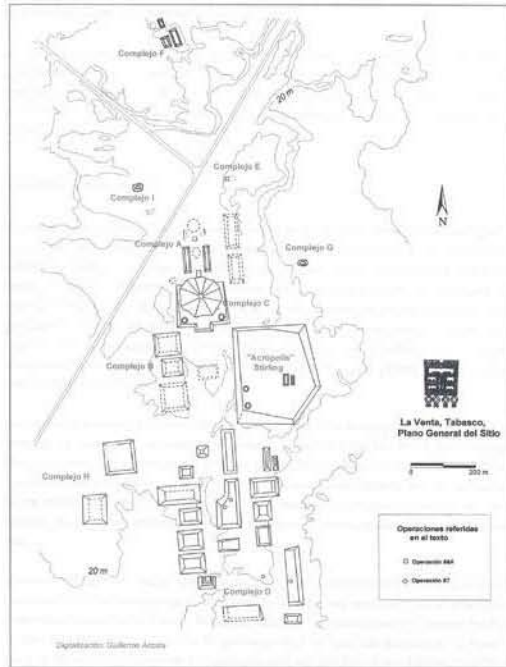 Complejo F
20 m
Complejo E
Complejo I
N
Complejo A
Complejo G
Complejo C
"Acropolis"
Stirling
Complejo B
La Venta, Tabasco,
Plano General del Sitio
0 200 m
Complejo H
Operaciones referidas
en el texto
20 m
Operación
Operación
Complejo D
Digitalización: Guillermo Acosta